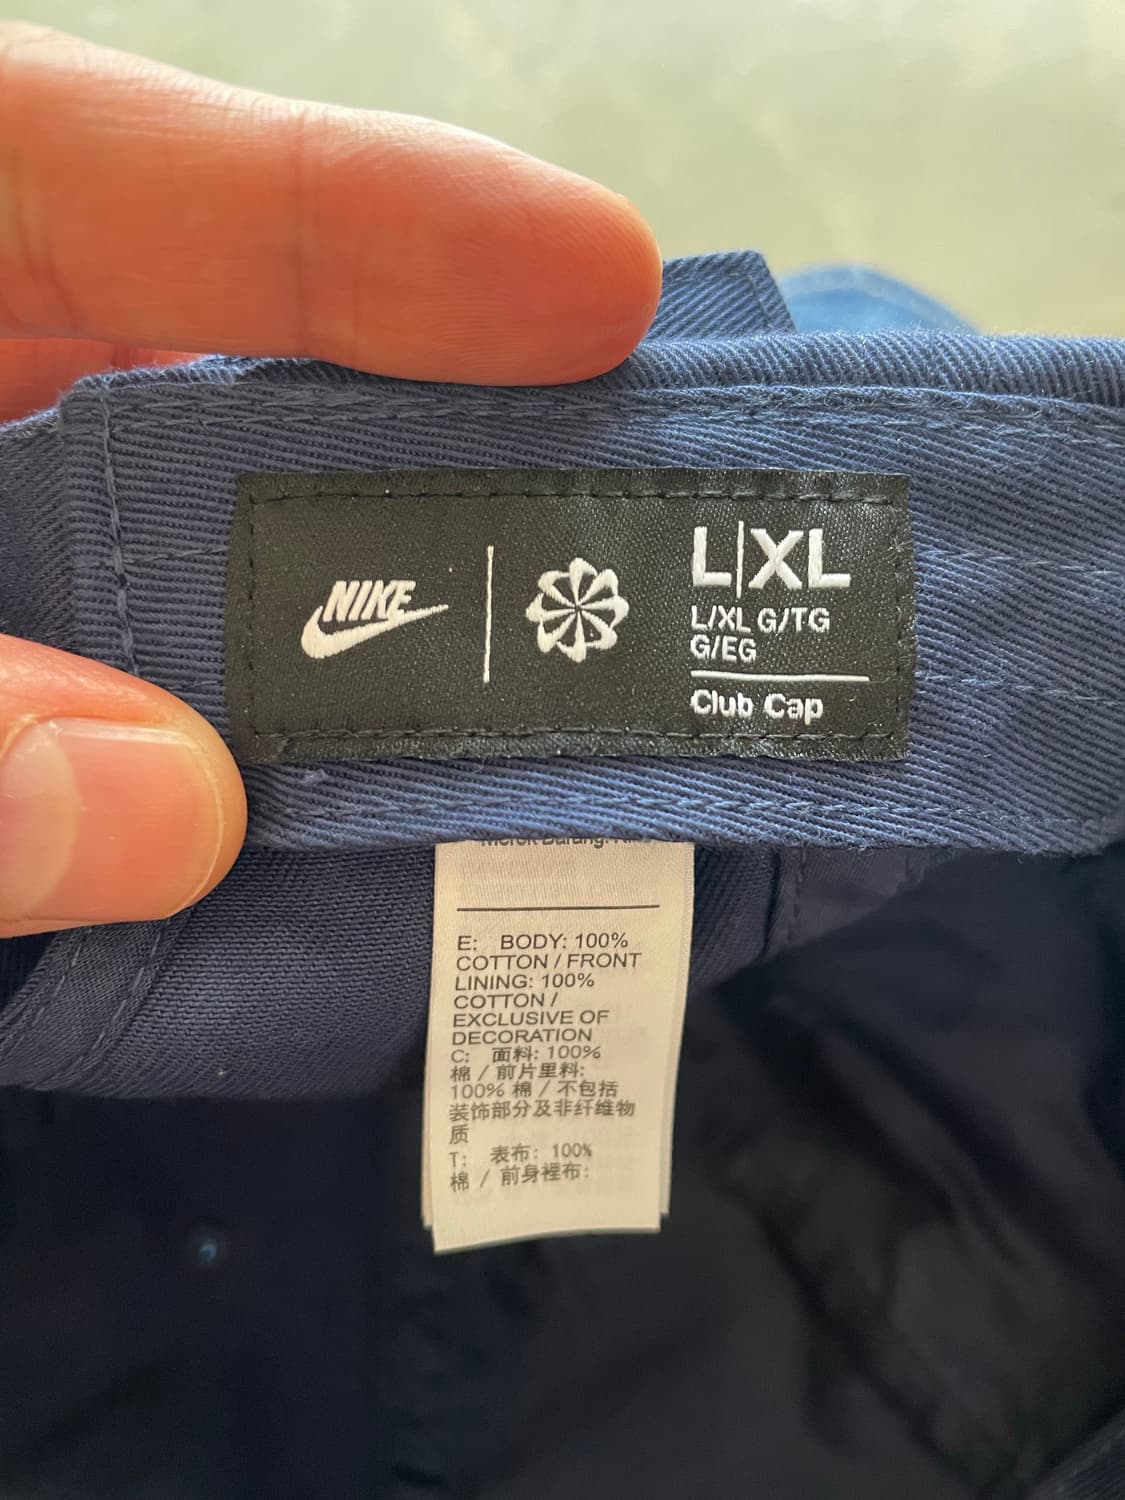 NIKE
L|XL
L/XL G/TG
G/EG
Club Cap
E: BODY: 100%
COTTON / FRONT
LINING: 100%
COTTON /
EXCLUSIVE OF
DECORATION
C: 面料: 100%
棉 / 前片里料:
100% 棉 / 不包括
装饰部分及非纤维物
质
T: 表布: 100%
棉 / 前身裡布: